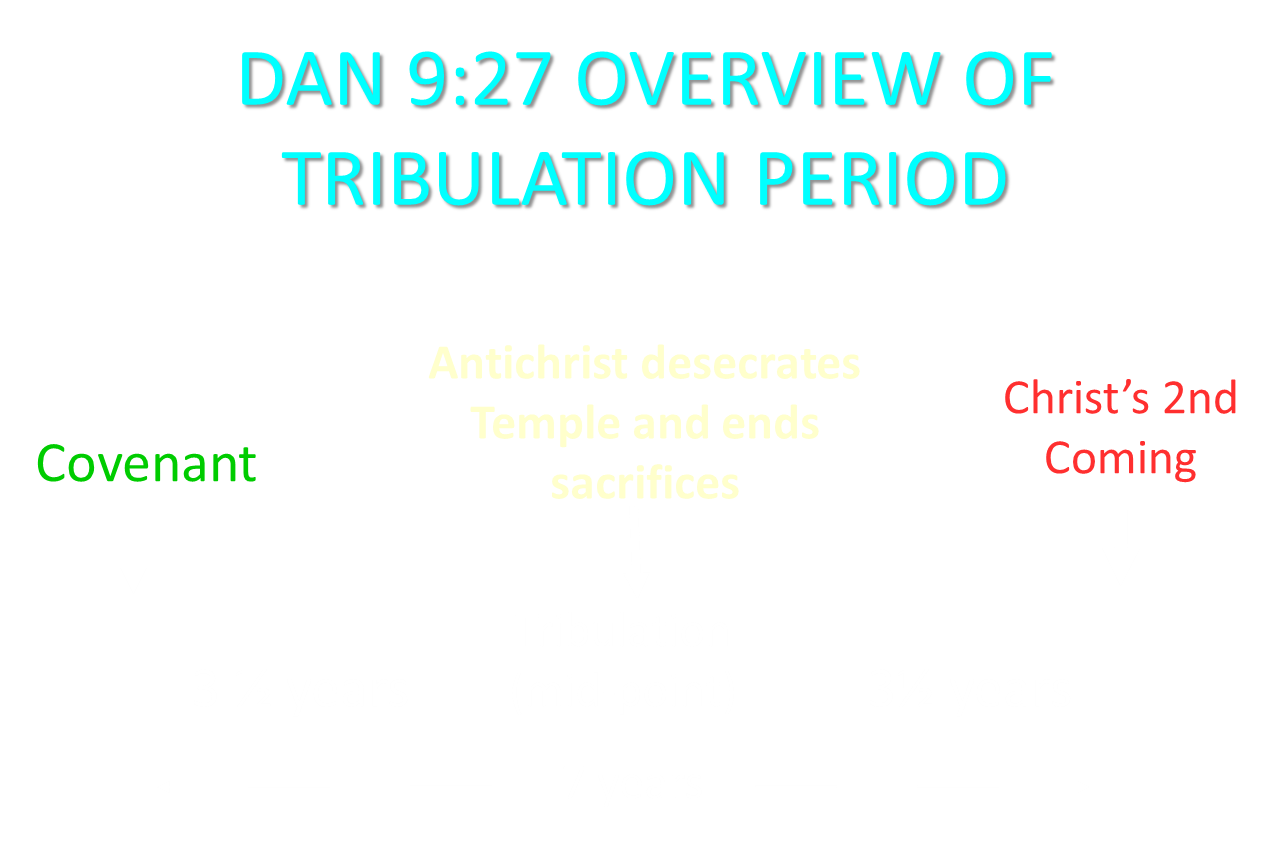 DAN 9:27 OVERVIEW OF
TRIBULATION PERIOD
Covenant
Antichrist desecrates
Temple and ends
sacrifices
Christ’s 2nd
Coming